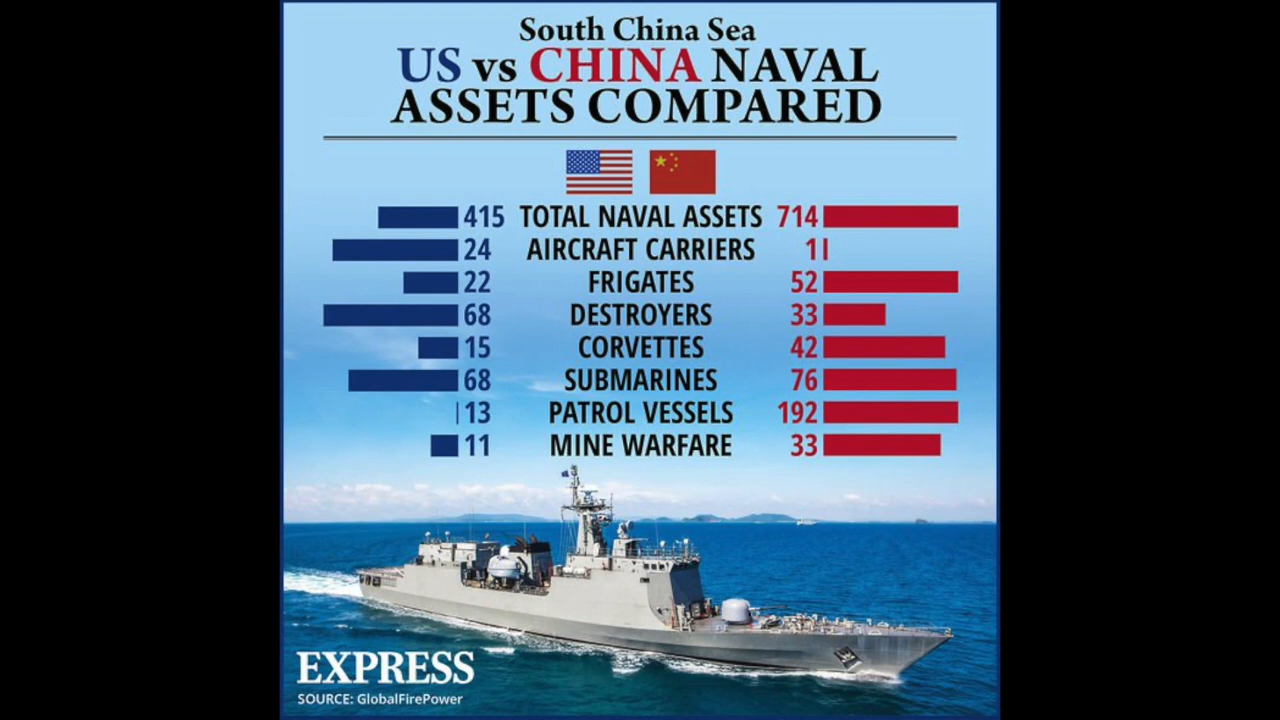 South China Sea
US vs CHINA NAVAL
ASSETS COMPARED
415 TOTAL NAVAL ASSETS 714
24 AIRCRAFT CARRIERS 1
22 FRIGATES 52
68 DESTROYERS 33
15 CORVETTES 42
68 SUBMARINES 76
13 PATROL VESSELS 192
11 MINE WARFARE 33
EXPRESS
SOURCE: GlobalFirePower